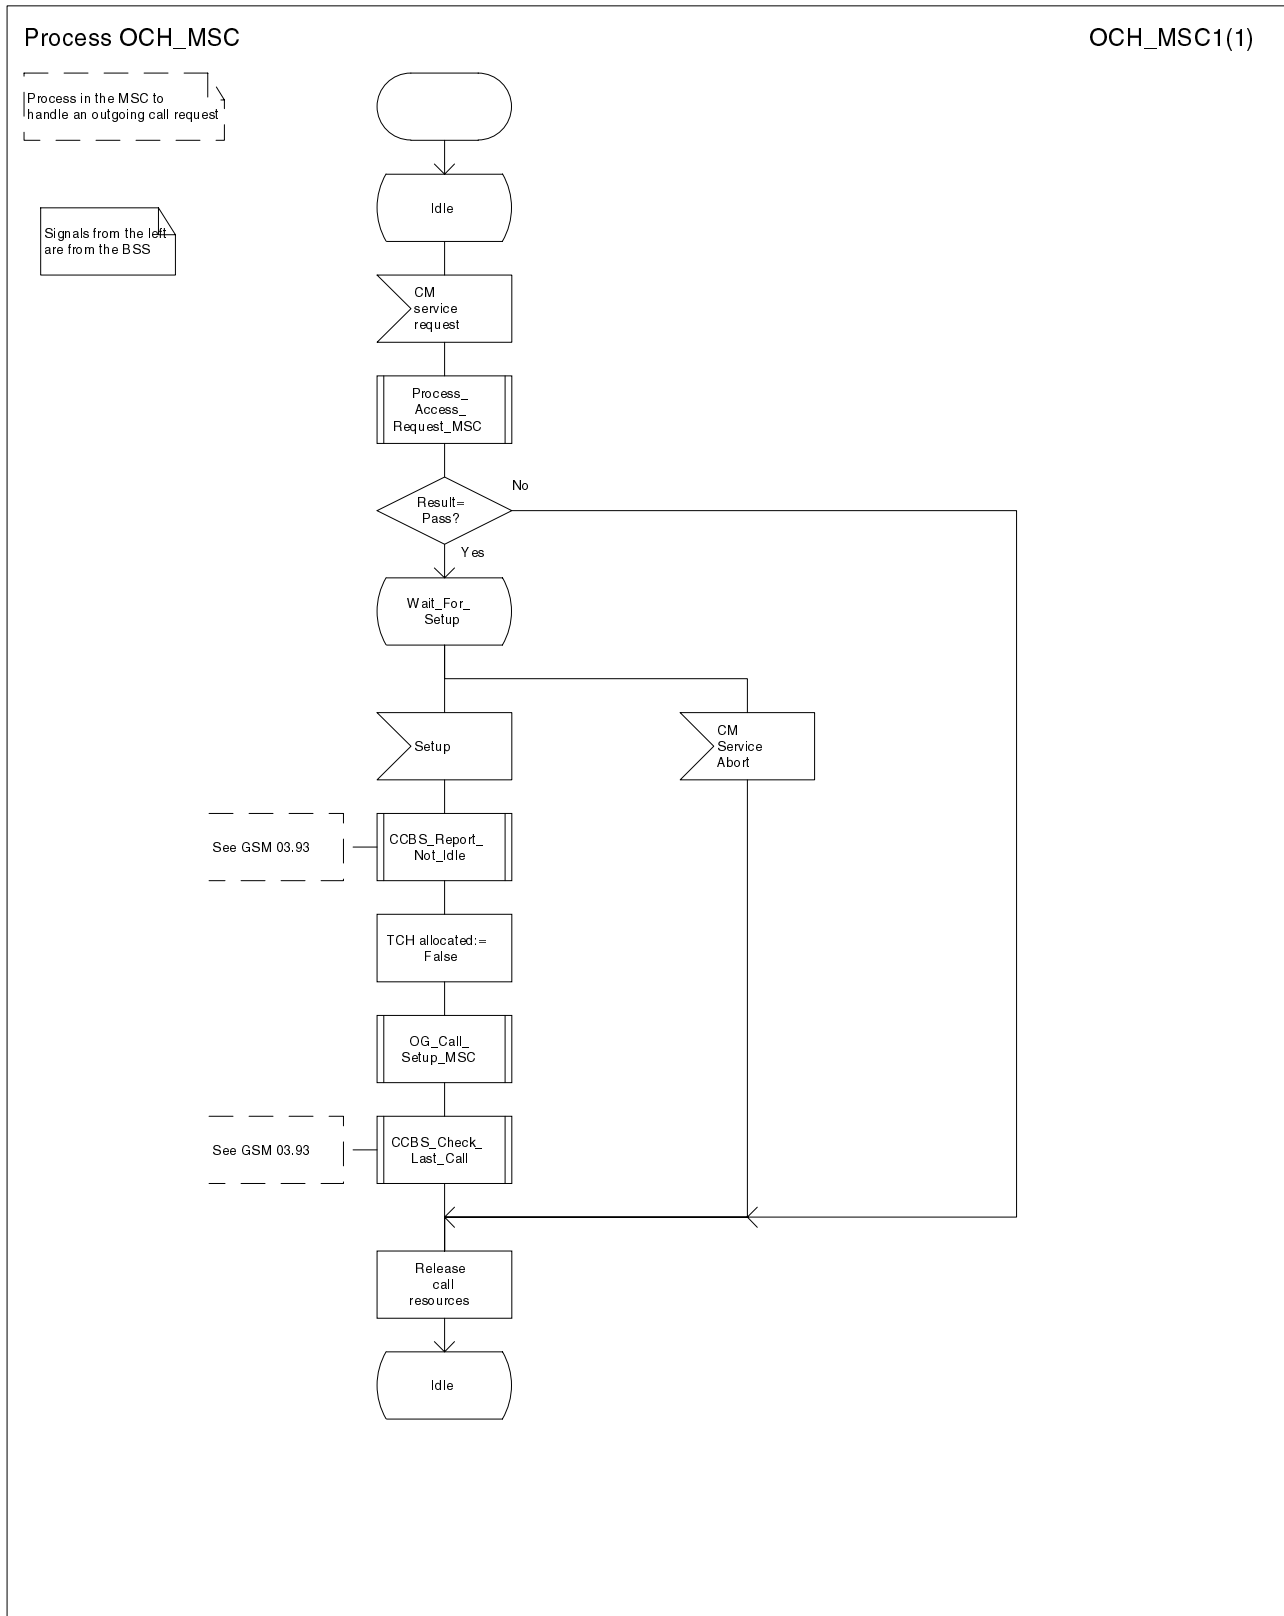 Process OCH_MSC
OCH_MSC1(1)
Process in the MSC to
handle an outgoing call request
Signals from the left
are from the BSS
Idle
CM
service
request
Process_
Access_
Request_MSC
Result=
Pass?
No
Yes
Wait_For_
Setup
Setup
CM
Service
Abort
See GSM 03.93
CCBS_Report_
Not_Idle
TCH allocated:=
False
OG_Call_
Setup_MSC
See GSM 03.93
CCBS_Check_
Last_Call
Release
call
resources
Idle